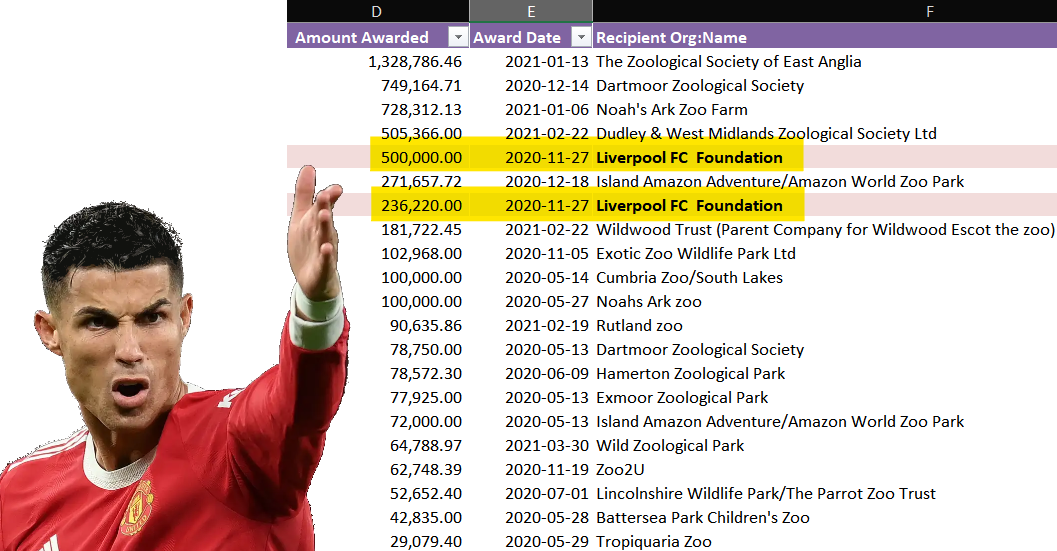 D E F
Amount Awarded Award Date Recipient Org:Name
1,328,786.46 2021-01-13 The Zoological Society of East Anglia
749,164.71 2020-12-14 Dartmoor Zoological Society
728,312.13 2021-01-06 Noah's Ark Zoo Farm
505,366.00 2021-02-22 Dudley & West Midlands Zoological Society Ltd
500,000.00 2020-11-27 Liverpool FC  Foundation
271,657.72 2020-12-18 Island Amazon Adventure/Amazon World Zoo Park
236,220.00 2020-11-27 Liverpool FC  Foundation
181,722.45 2021-02-22 Wildwood Trust (Parent Company for Wildwood Escot the zoo)
102,968.00 2020-11-05 Exotic Zoo Wildlife Park Ltd
100,000.00 2020-05-14 Cumbria Zoo/South Lakes
100,000.00 2020-05-27 Noahs Ark zoo
90,635.86 2021-02-19 Rutland zoo
78,750.00 2020-05-13 Dartmoor Zoological Society
78,572.30 2020-06-09 Hamerton Zoological Park
77,925.00 2020-05-13 Exmoor Zoological Park
72,000.00 2020-05-13 Island Amazon Adventure/Amazon World Zoo Park
64,788.97 2021-03-30 Wild Zoological Park
62,748.39 2020-11-19 Zoo2U
52,652.40 2020-07-01 Lincolnshire Wildlife Park/The Parrot Zoo Trust
42,835.00 2020-05-28 Battersea Park Children's Zoo
29,079.40 2020-05-29 Tropiquaria Zoo
UNITED